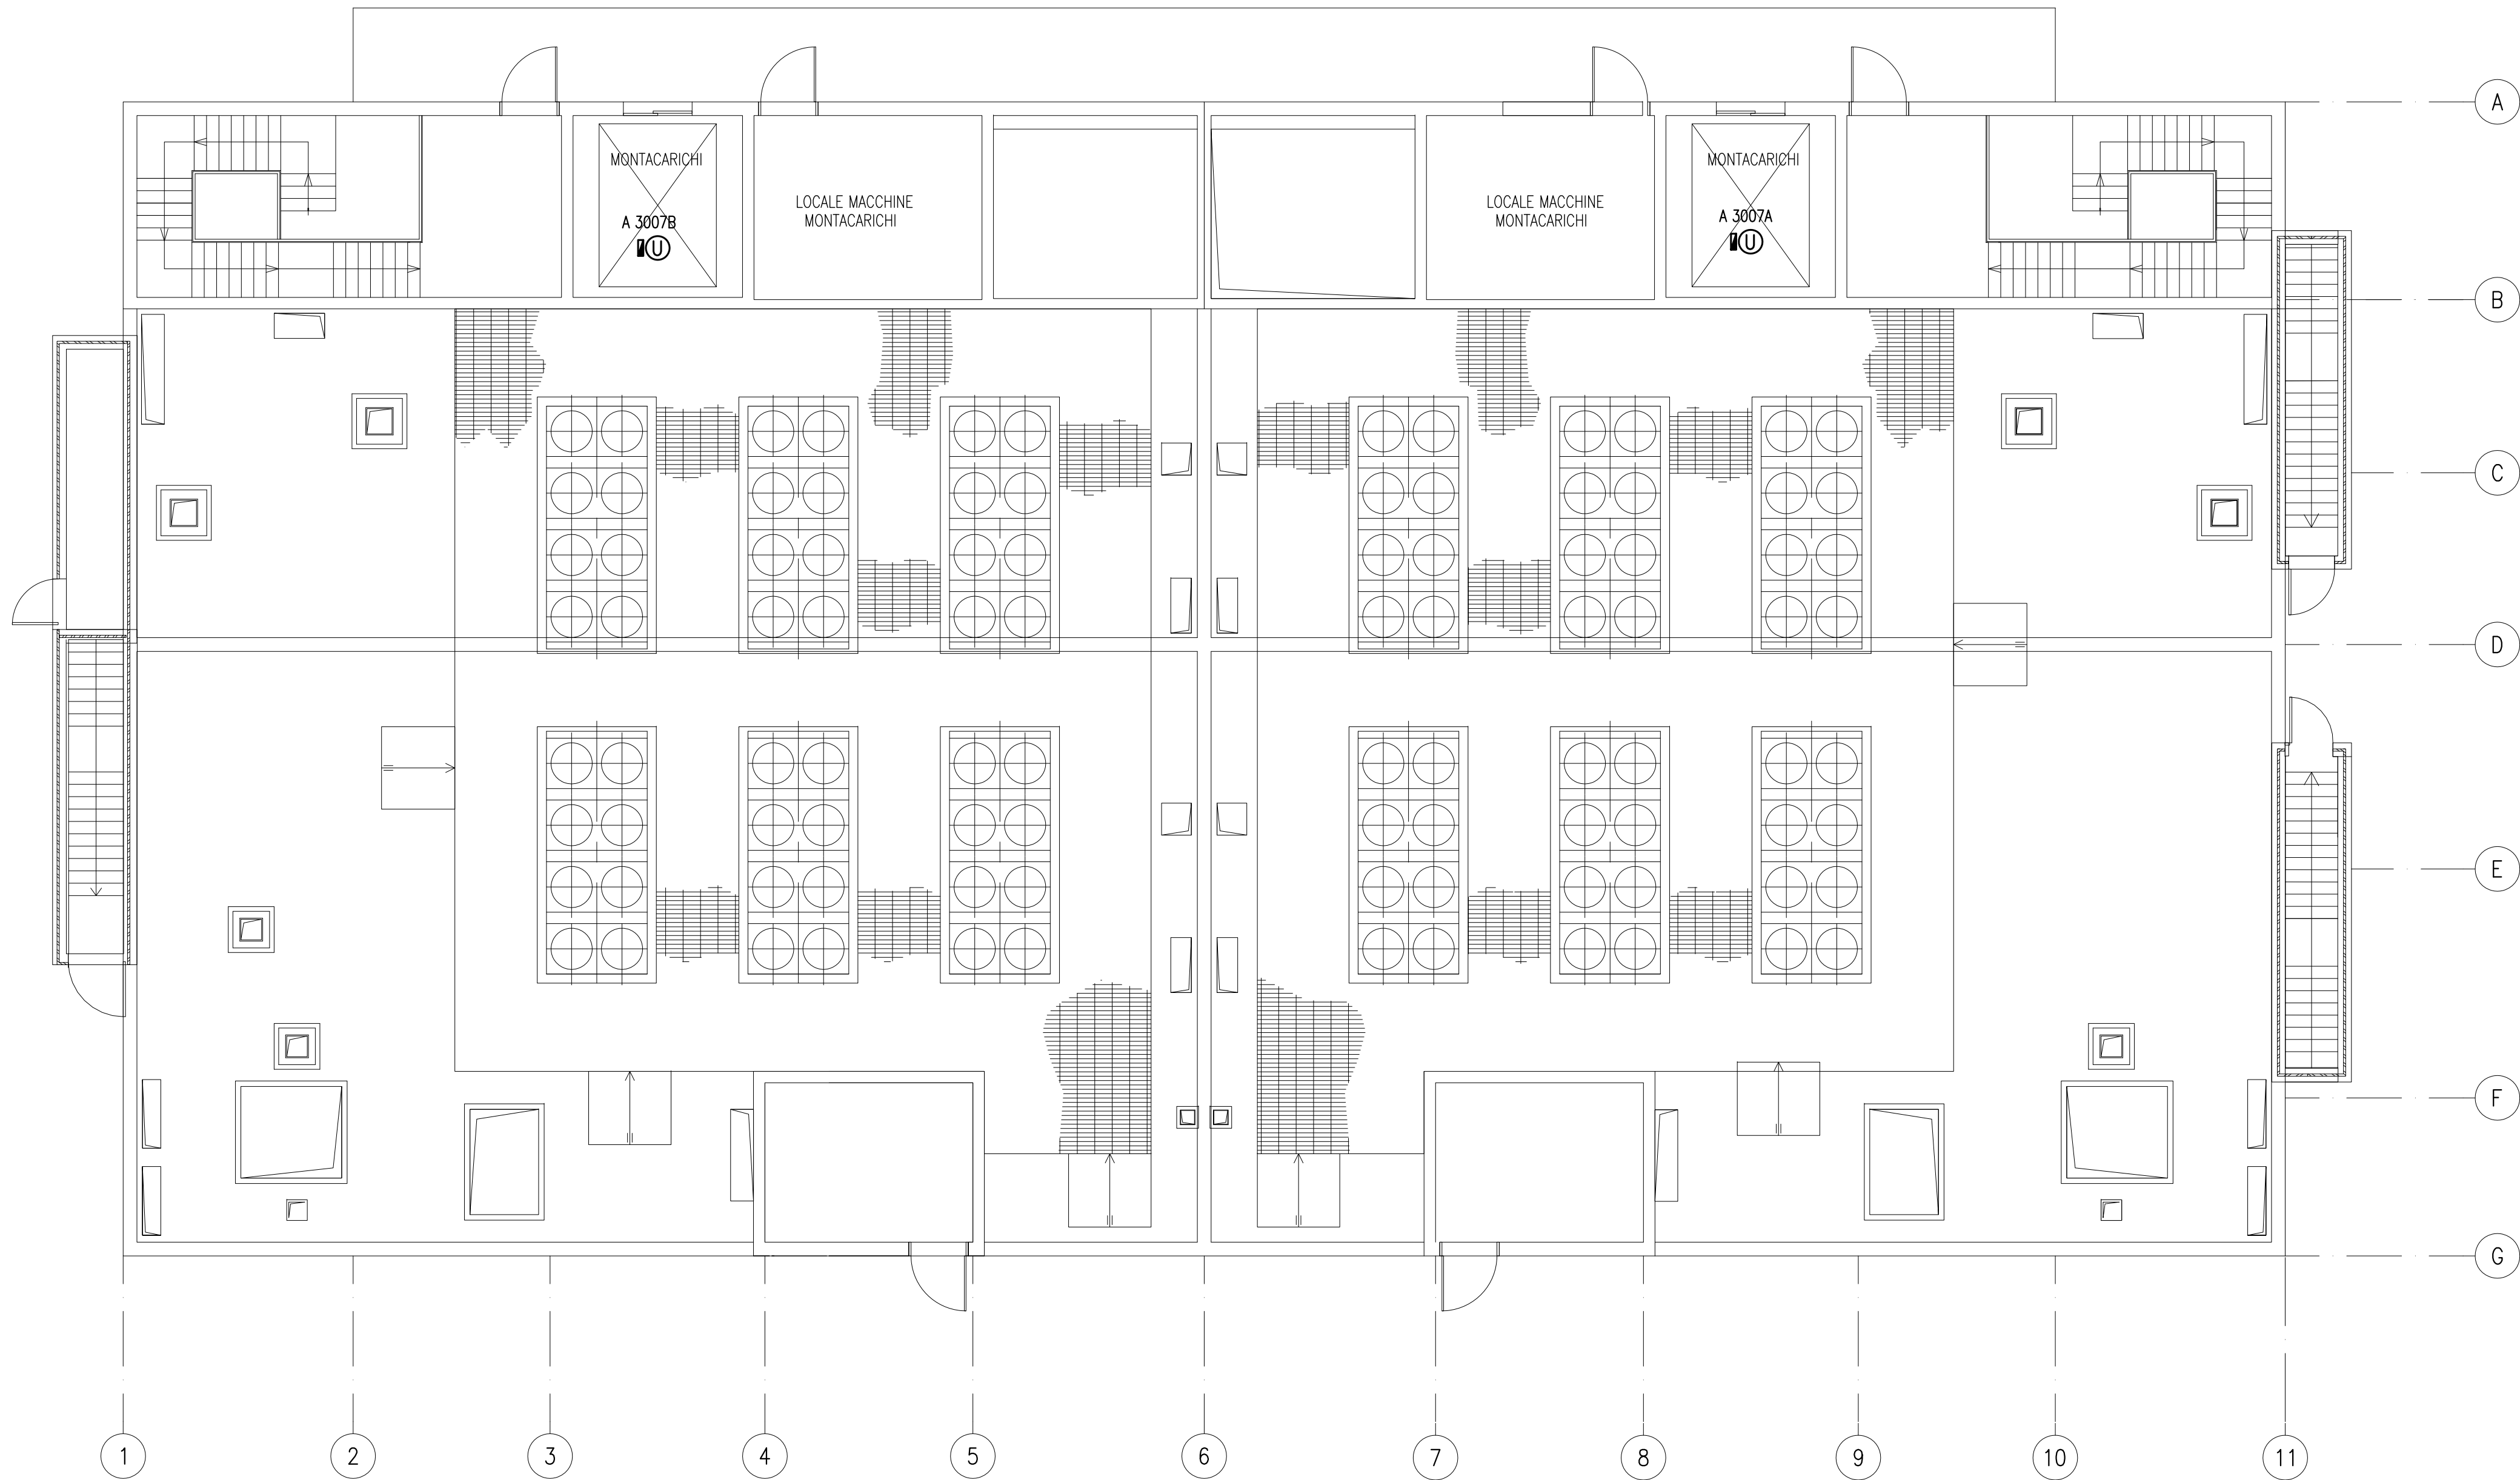 A
MONTACARICHI
A 3007B
U
LOCALE MACCHINE
MONTACARICHI
LOCALE MACCHINE
MONTACARICHI
MONTACARICHI
A 3007A
U
B
C
D
E
F
G
1
2
3
4
5
6
7
8
9
10
11